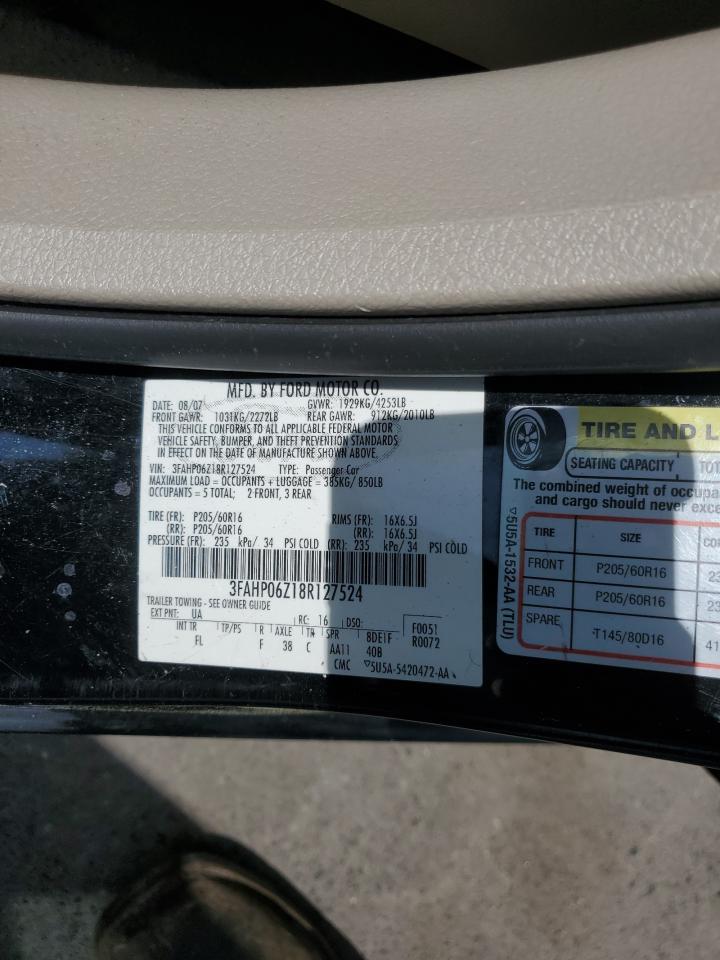 MFD. BY FORD MOTOR CO.
DATE: 08/07 GVWR: 1929KG/4253LB
FRONT GAWR: 1031KG/2272LB REAR GAWR: 912KG/2010LB
THIS VEHICLE CONFORMS TO ALL APPLICABLE FEDERAL MOTOR
VEHICLE SAFETY, BUMPER, AND THEFT PREVENTION STANDARDS
IN EFFECT ON THE DATE OF MANUFACTURE SHOWN ABOVE.
VIN: 3FAHP06Z18R127524 TYPE: Passenger Car
MAXIMUM LOAD = OCCUPANTS + LUGGAGE = 385KG/ 850LB
OCCUPANTS = 5 TOTAL; 2 FRONT, 3 REAR
TIRE (FR): P205/60R16 RIMS (FR): 16X6.5J
(RR): P205/60R16 (RR): 16X6.5J
PRESSURE (FR): 235 kPa/ 34 PSI COLD (RR): 235 kPa/ 34 PSI COLD
3FAHP06Z18R127524
TRAILER TOWING - SEE OWNER GUIDE
EXT PNT: UA RC: 16 DSO: F0051
INT TR TP/PS R AXLE TR SPR 8DE1F R0072
FL F 38 C AA11 40B
CMC ▽5U5A-5420472-AA
TIRE AND L
SEATING CAPACITY TOT
The combined weight of occupa
and cargo should never exce
TIRE SIZE CO
FRONT P205/60R16 23
REAR P205/60R16 23
SPARE T145/80D16 41
▽5U5A-1532-AA (TLU)